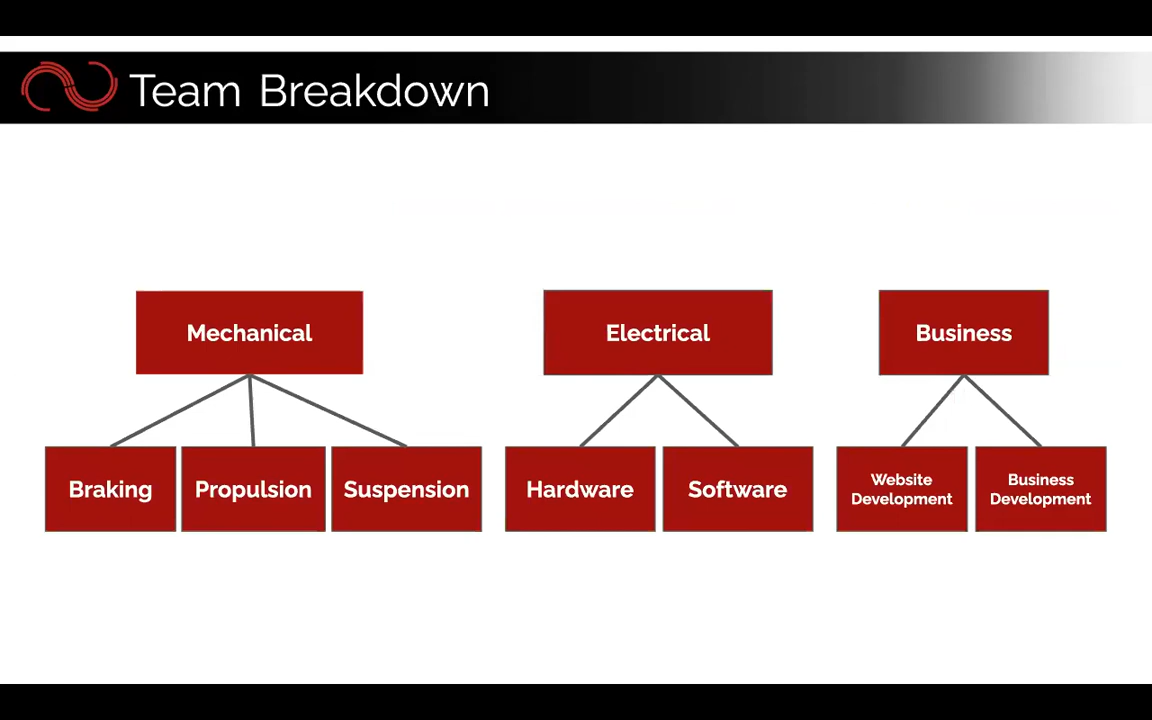 Team Breakdown
Mechanical
Electrical
Business
Braking
Propulsion
Suspension
Hardware
Software
Website
Development
Business
Development